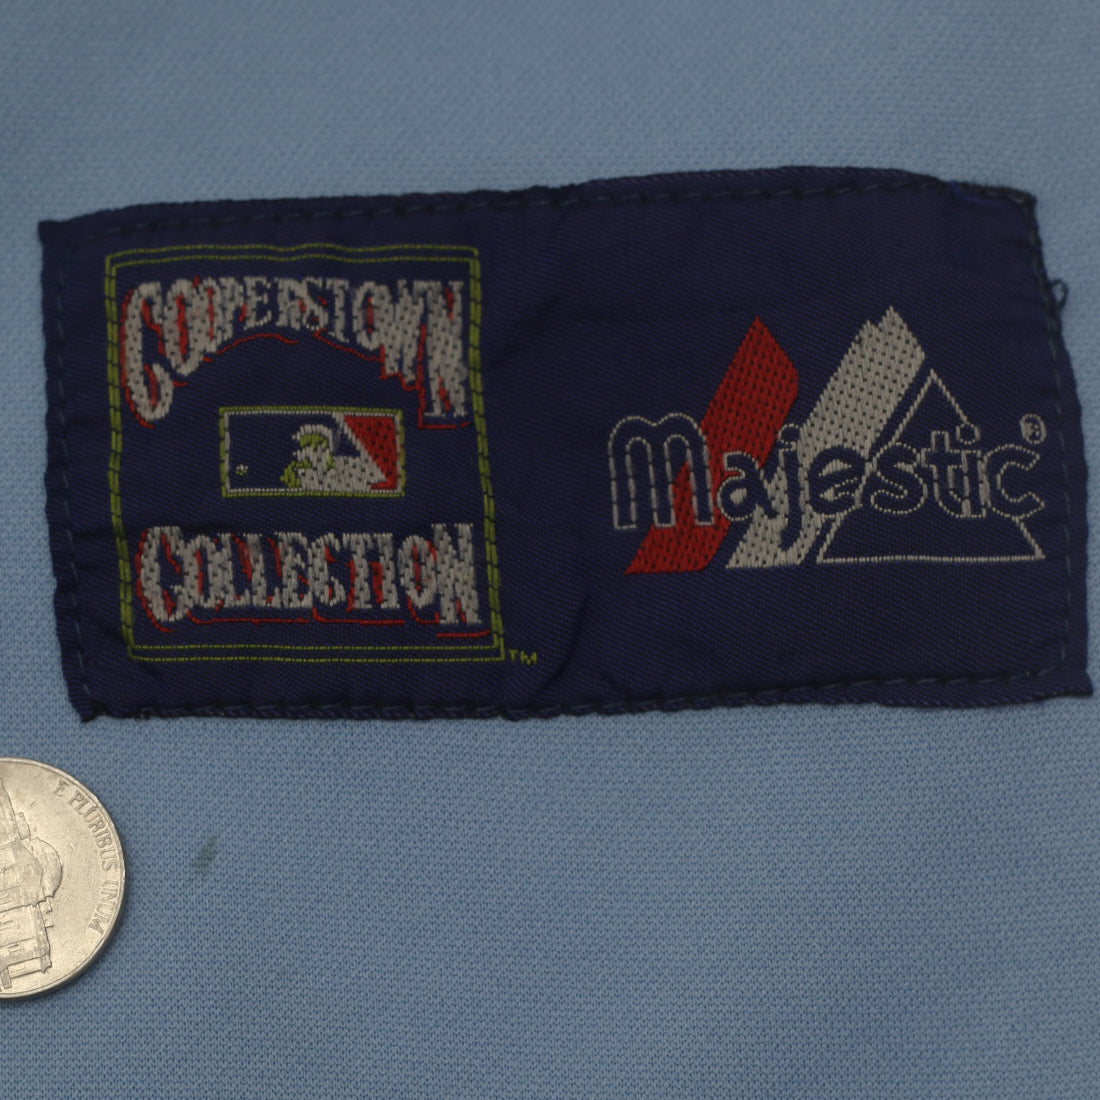 COOPERSTOWN
COLLECTION
™
Majestic®
E PLURIBUS UNUM